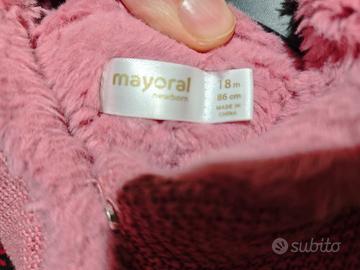 mayoral
newborn
18m
86 cm
MADE IN
CHINA
subito